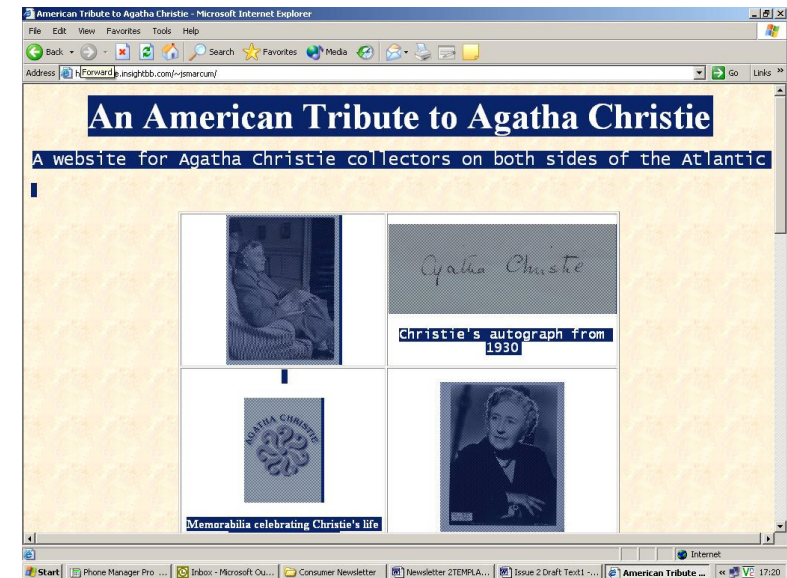 American Tribute to Agatha Christie - Microsoft Internet Explorer
File Edit View Favorites Tools Help
Back Search Favorites Media
Address h Forward e.insightbb.com/~jsmarcum/ Go Links »
An American Tribute to Agatha Christie
A website for Agatha Christie collectors on both sides of the Atlantic
Agatha Christie
Christie's autograph from
1930
AGATHA CHRISTIE
Memorabilia celebrating Christie's life
Internet
Start Phone Manager Pro ... Inbox - Microsoft Ou... Consumer Newsletter Newsletter 2TEMPLA... Issue 2 Draft Text1 -... American Tribute ... « 17:20